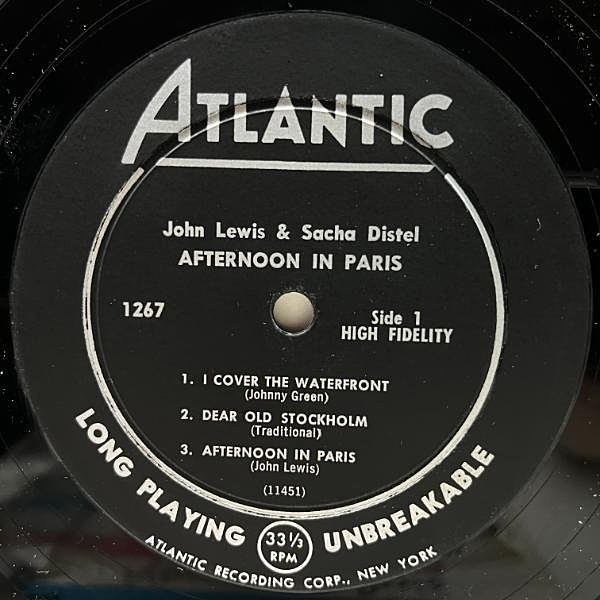 ATLANTIC
John Lewis & Sacha Distel
AFTERNOON IN PARIS
1267
Side 1
HIGH FIDELITY
1. I COVER THE WATERFRONT
(Johnny Green)
2. DEAR OLD STOCKHOLM
(Traditional)
3. AFTERNOON IN PARIS
(John Lewis)
(11451)
LONG PLAYING 33 1/3 RPM UNBREAKABLE
ATLANTIC RECORDING CORP., NEW YORK